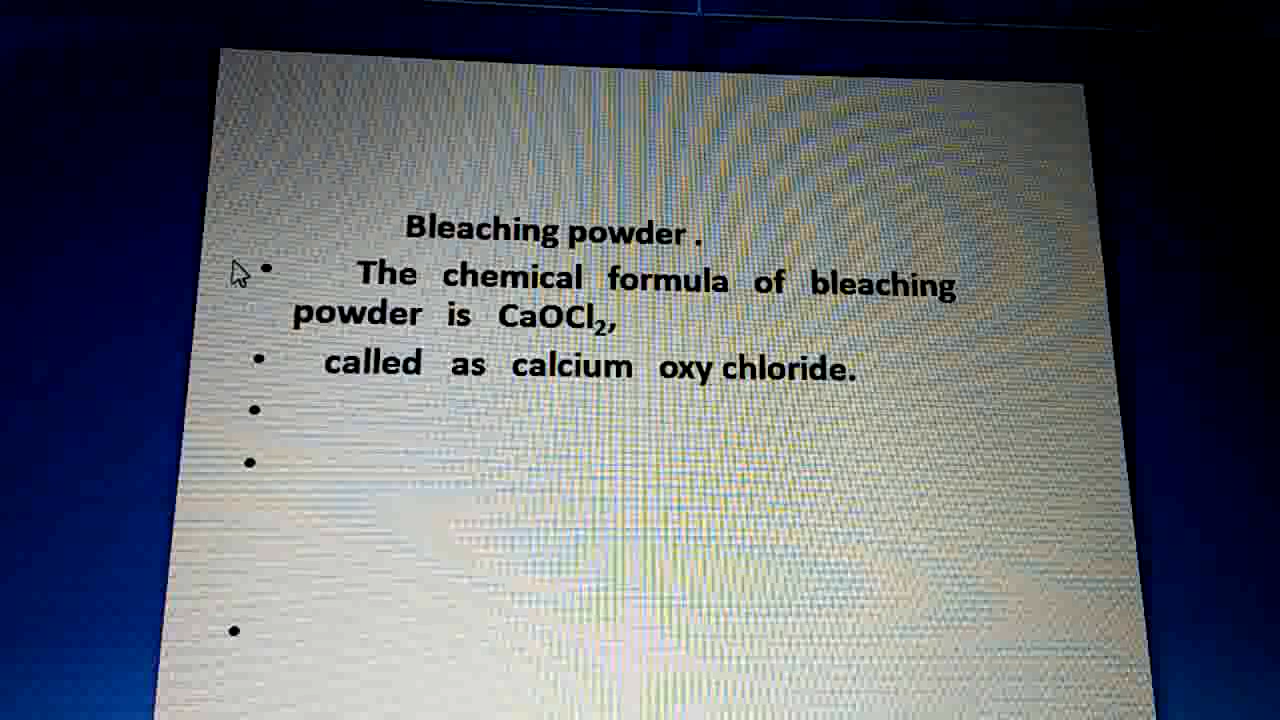 Bleaching powder .
• The chemical formula of bleaching
powder is CaOCl₂,
• called as calcium oxy chloride.
•
•
•